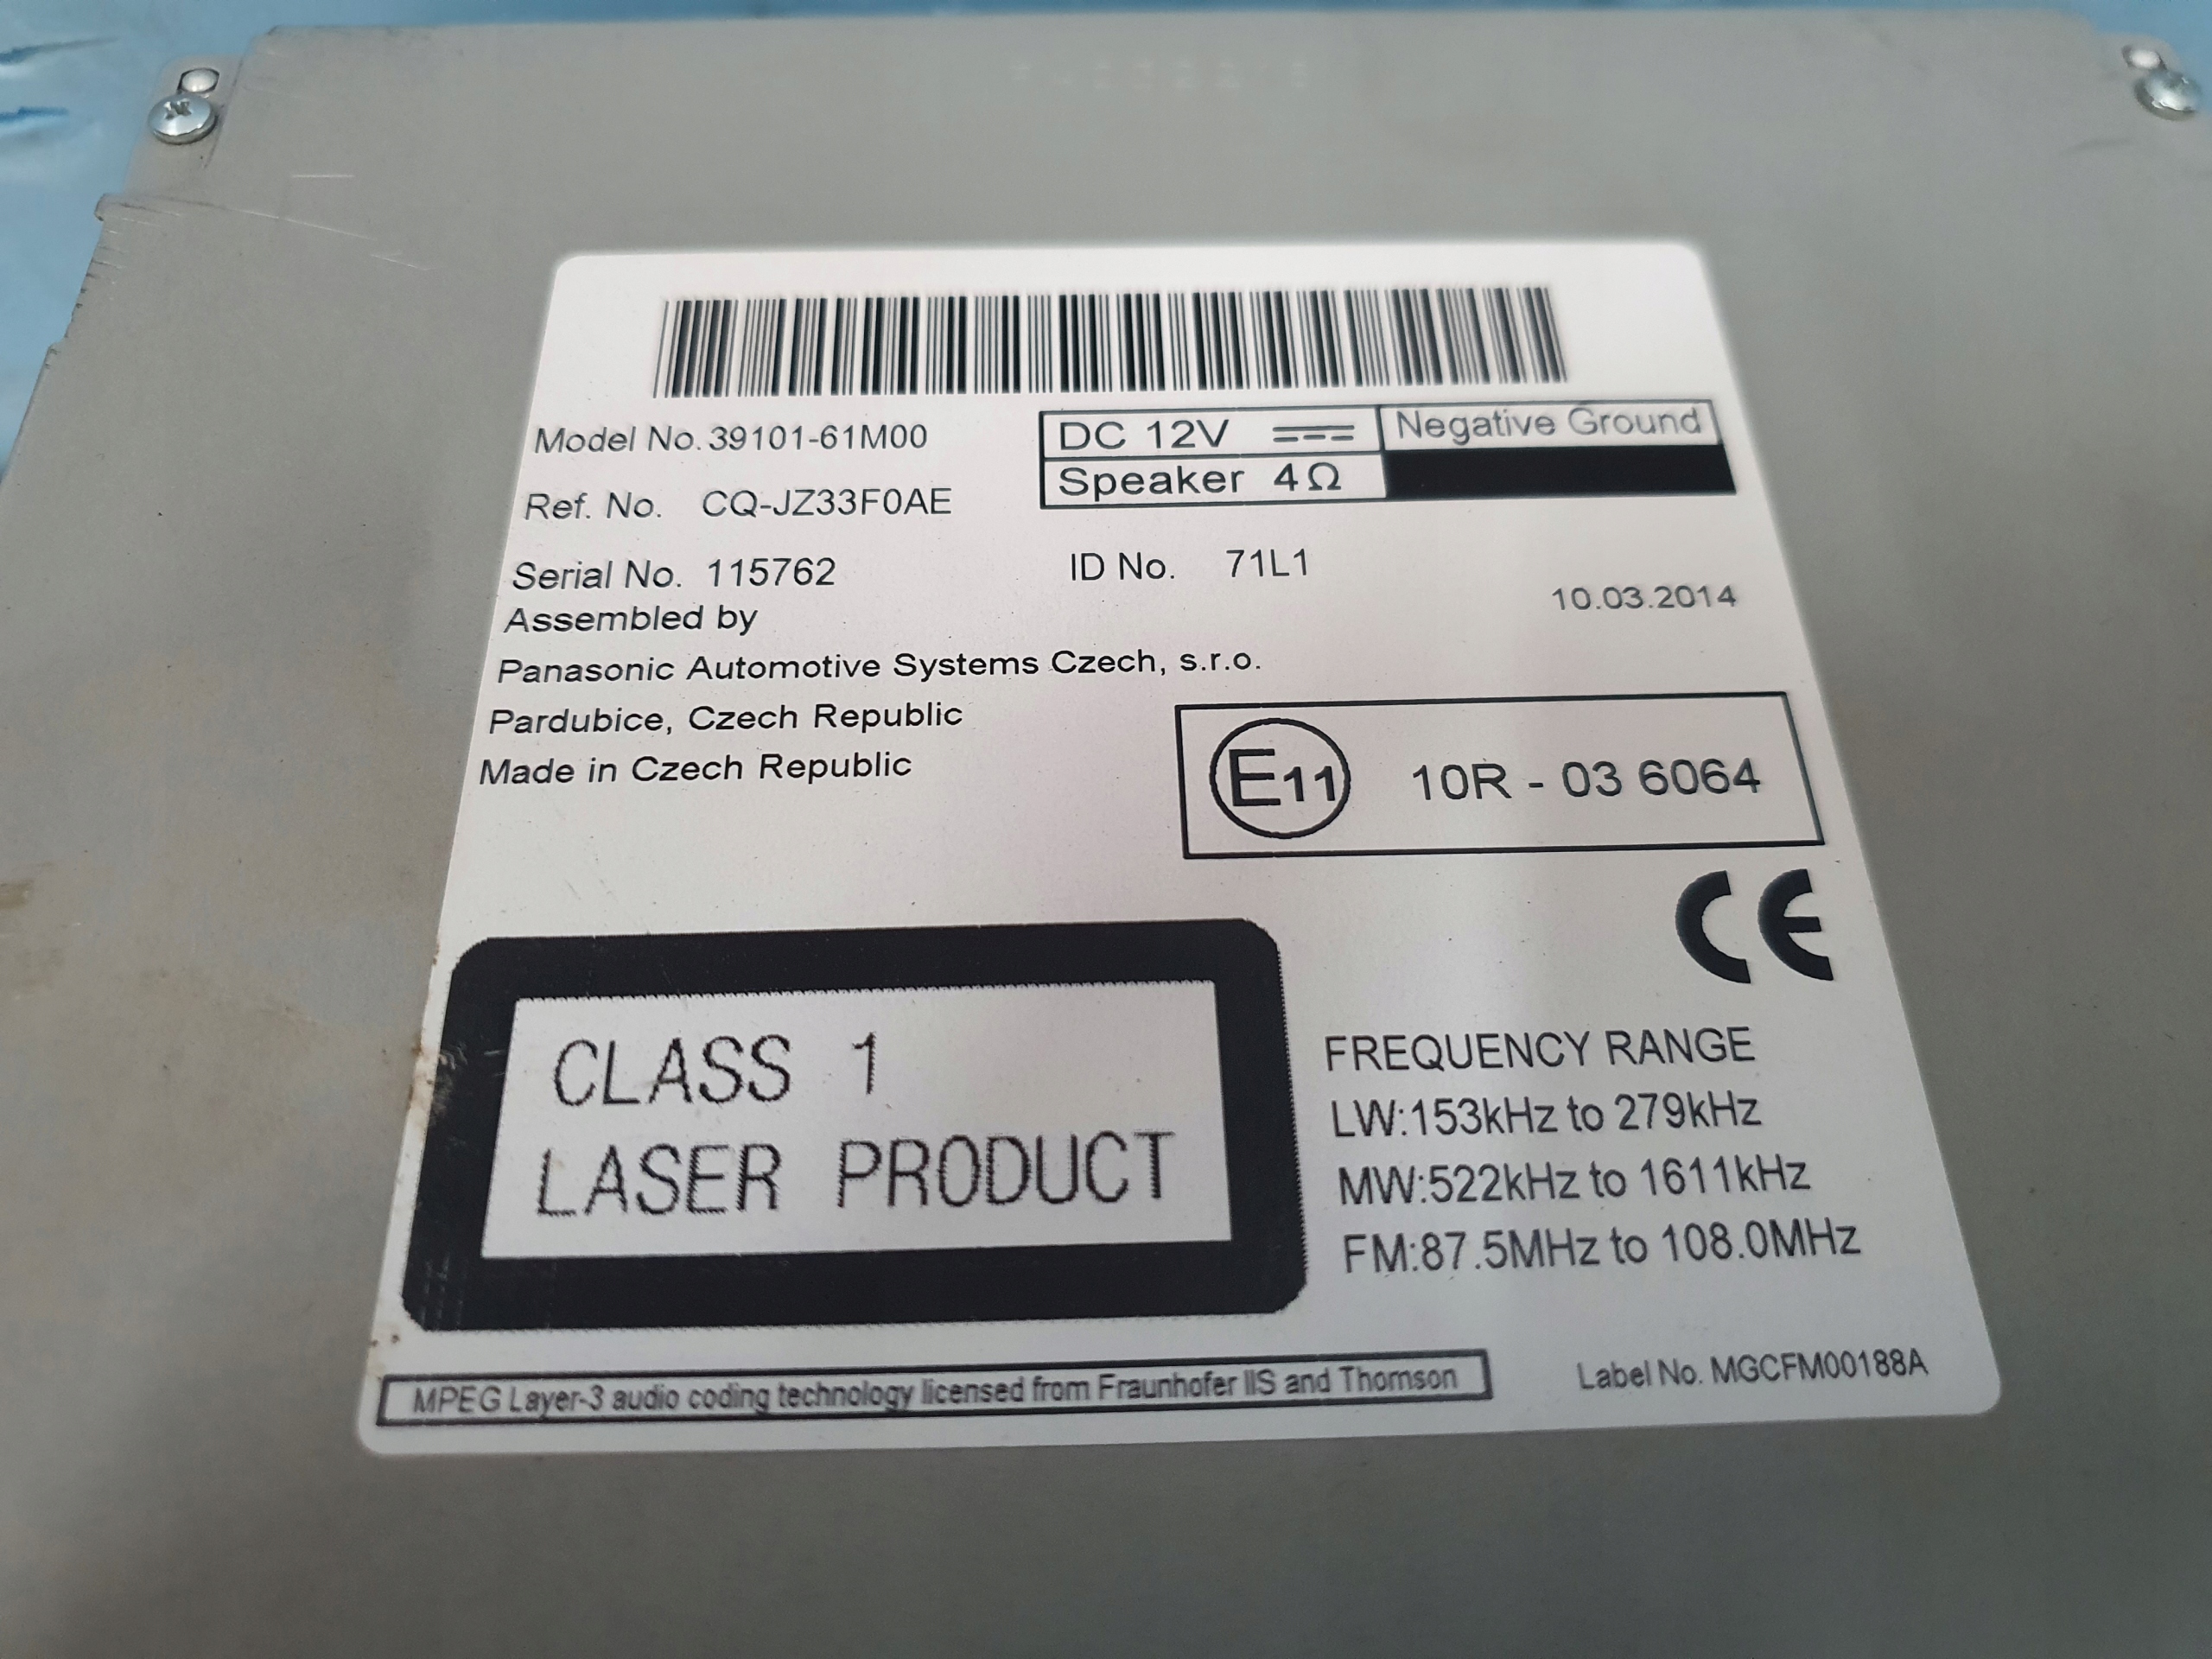 Model No. 39101-61M00
DC 12V
Negative Ground
Speaker 4Ω
Ref. No. CQ-JZ33F0AE
Serial No. 115762
ID No. 71L1
10.03.2014
Assembled by
Panasonic Automotive Systems Czech, s.r.o.
Pardubice, Czech Republic
Made in Czech Republic
E11 10R - 03 6064
CE
CLASS 1
LASER PRODUCT
FREQUENCY RANGE
LW:153kHz to 279kHz
MW:522kHz to 1611kHz
FM:87.5MHz to 108.0MHz
MPEG Layer-3 audio coding technology licensed from Fraunhofer IIS and Thomson
Label No. MGCFM00188A